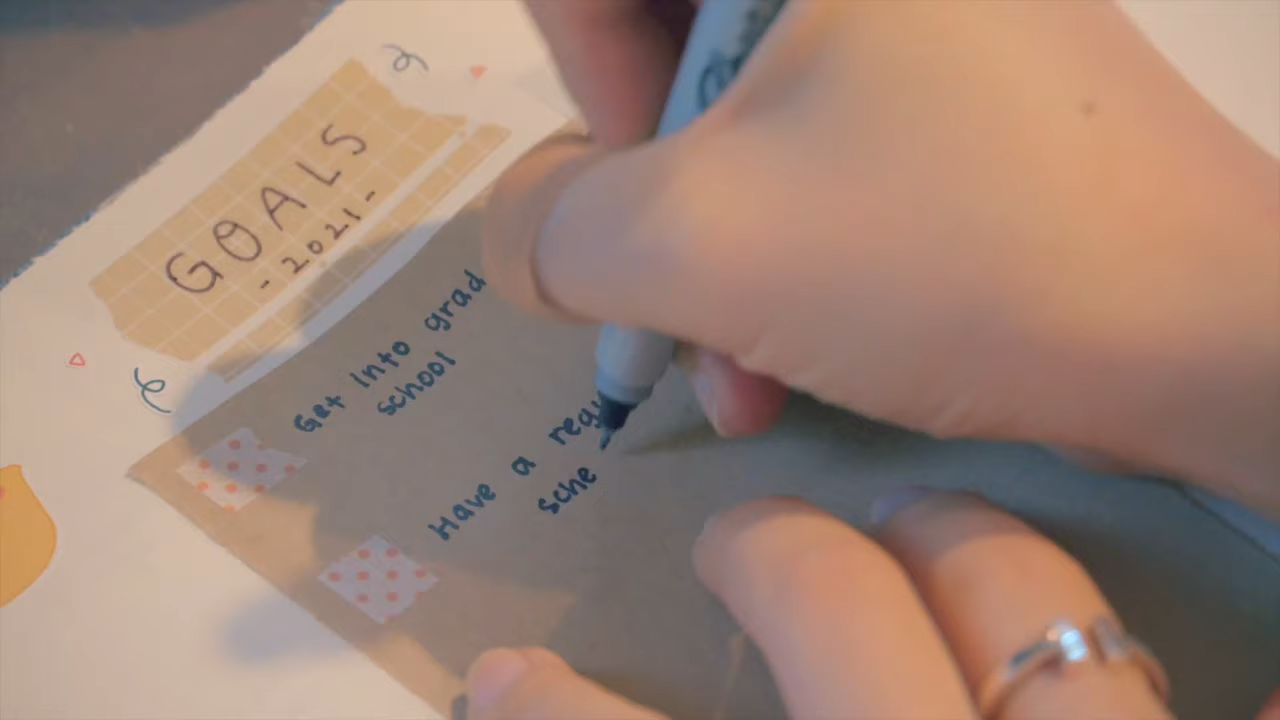 GOALS
- 2021 -
Get into grad
school
Have a regu
sche